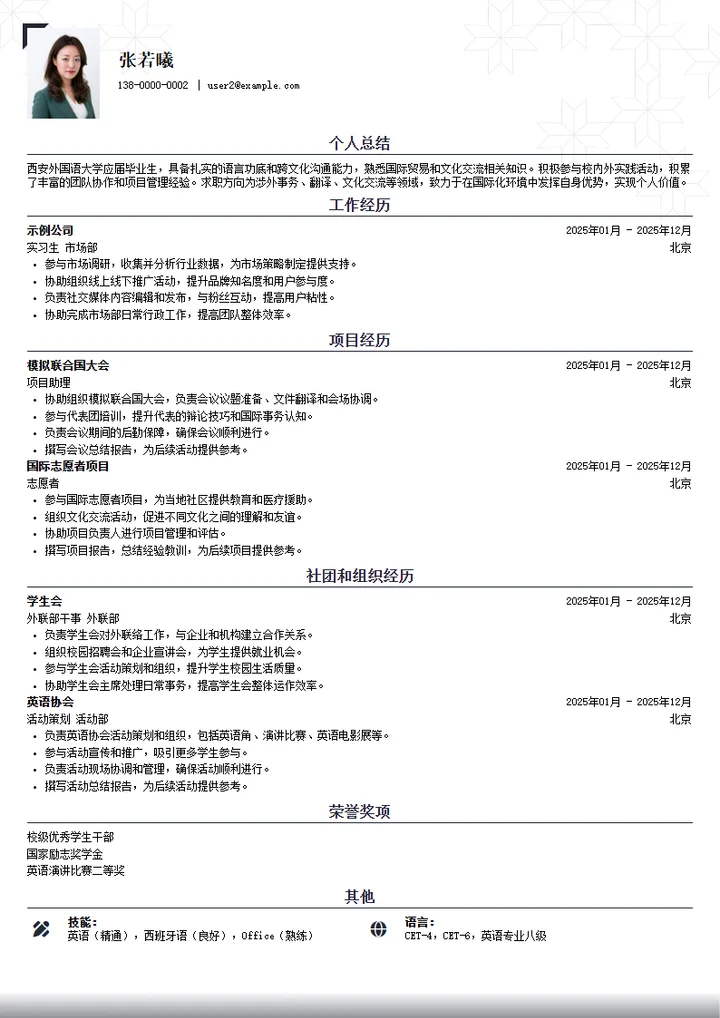 张若曦
138-0000-0002 | user2@example.com
个人总结
西安外国语大学应届毕业生，具备扎实的语言功底和跨文化沟通能力，熟悉国际贸易和文化交流相关知识。积极参与校内外实践活动，积累
了丰富的团队协作和项目管理经验。求职方向为涉外事务、翻译、文化交流等领域，致力于在国际化环境中发挥自身优势，实现个人价值。
工作经历
示例公司 2025年01月 - 2025年12月
实习生 市场部 北京
• 参与市场调研，收集并分析行业数据，为市场策略制定提供支持。
• 协助组织线上线下推广活动，提升品牌知名度和用户参与度。
• 负责社交媒体内容编辑和发布，与粉丝互动，提高用户粘性。
• 协助完成市场部日常行政工作，提高团队整体效率。
项目经历
模拟联合国大会 2025年01月 - 2025年12月
项目助理 北京
• 协助组织模拟联合国大会，负责会议议题准备、文件翻译和会场协调。
• 参与代表团培训，提升代表的辩论技巧和国际事务认知。
• 负责会议期间的后勤保障，确保会议顺利进行。
• 撰写会议总结报告，为后续活动提供参考。
国际志愿者项目 2025年01月 - 2025年12月
志愿者 北京
• 参与国际志愿者项目，为当地社区提供教育和医疗援助。
• 组织文化交流活动，促进不同文化之间的理解和友谊。
• 协助项目负责人进行项目管理和评估。
• 撰写项目报告，总结经验教训，为后续项目提供参考。
社团和组织经历
学生会 2025年01月 - 2025年12月
外联部干事 外联部 北京
• 负责学生会对外联络工作，与企业和机构建立合作关系。
• 组织校园招聘会和企业宣讲会，为学生提供就业机会。
• 参与学生会活动策划和组织，提升学生校园生活质量。
• 协助学生会主席处理日常事务，提高学生会整体运作效率。
英语协会 2025年01月 - 2025年12月
活动策划 活动部 北京
• 负责英语协会活动策划和组织，包括英语角、演讲比赛、英语电影展等。
• 参与活动宣传和推广，吸引更多学生参与。
• 负责活动现场协调和管理，确保活动顺利进行。
• 撰写活动总结报告，为后续活动提供参考。
荣誉奖项
校级优秀学生干部
国家励志奖学金
英语演讲比赛二等奖
其他
技能：
英语（精通），西班牙语（良好），Office（熟练）
语言：
CET-4，CET-6，英语专业八级